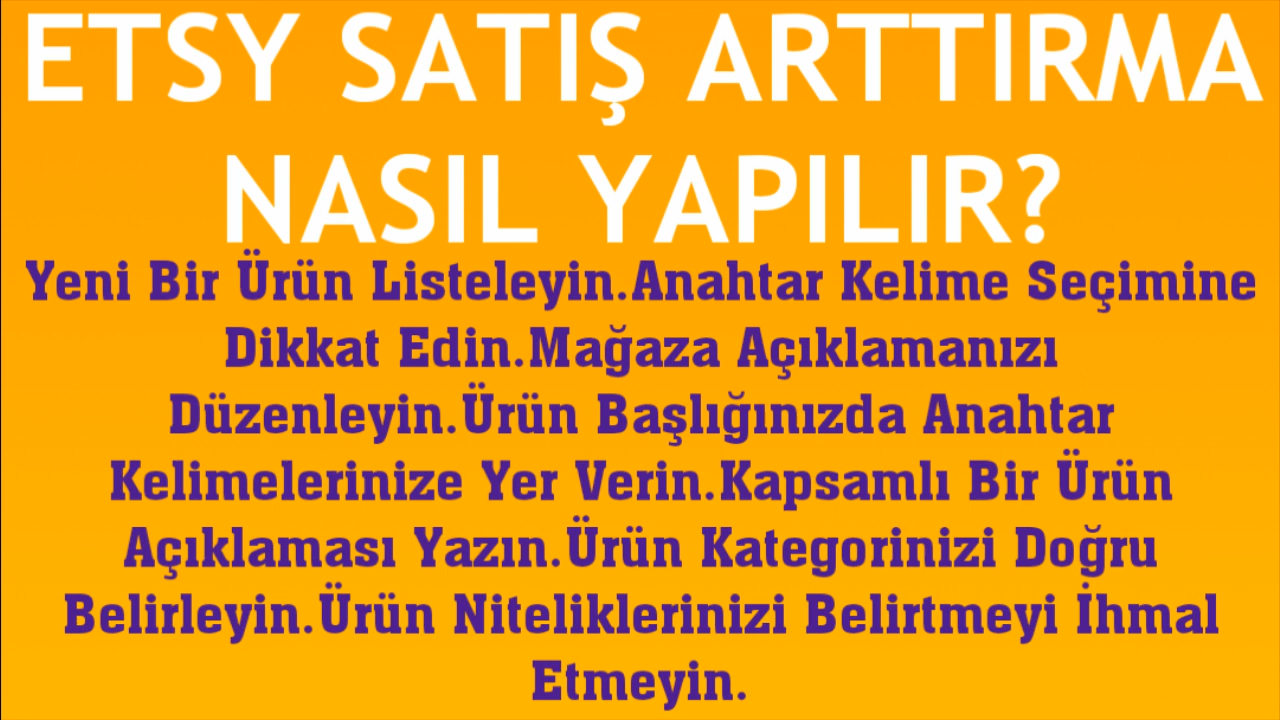 ETSY SATIŞ ARTTIRMA
NASIL YAPILIR?
Yeni Bir Ürün Listeleyin.Anahtar Kelime Seçimine
Dikkat Edin.Mağaza Açıklamanızı
Düzenleyin.Ürün Başlığınızda Anahtar
Kelimelerinize Yer Verin.Kapsamlı Bir Ürün
Açıklaması Yazın.Ürün Kategorinizi Doğru
Belirleyin.Ürün Niteliklerinizi Belirtmeyi İhmal
Etmeyin.